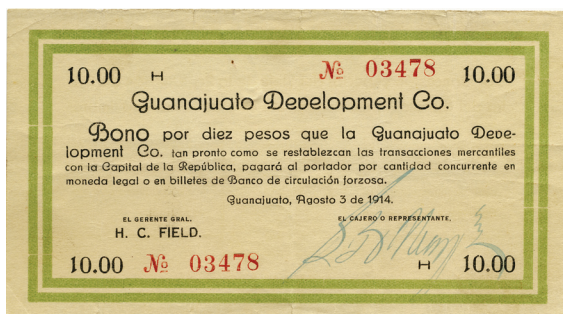 10.00 H № 03478 10.00
Guanajuato Development Co.
Bono por diez pesos que la Guanajuato Deve-
lopment Co. tan pronto como se restablezcan las transacciones mercantiles
con la Capital de la República, pagará al portador por cantidad concurrente en
moneda legal o en billetes de Banco de circulación forzosa.
Guanajuato, Agosto 3 de 1914.
EL GERENTE GRAL. EL CAJERO O REPRESENTANTE,
H. C. FIELD.
10.00 № 03478 H 10.00